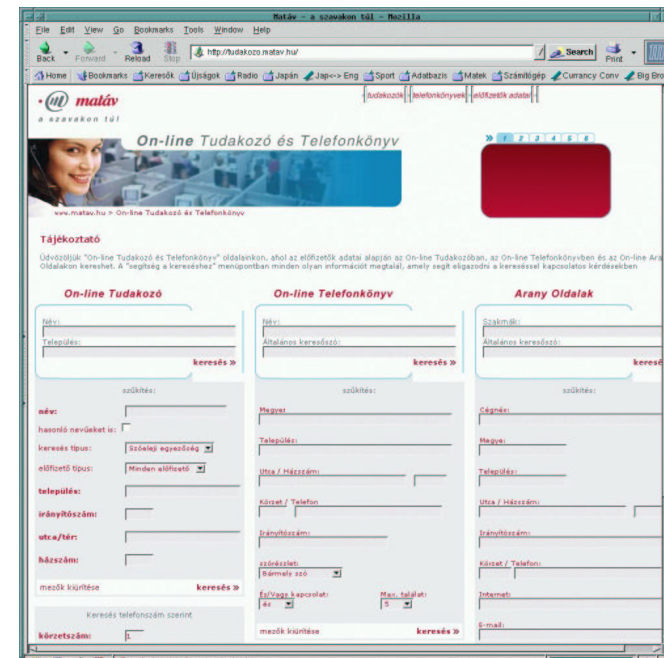 Matáv - a szavakon túl - Mozilla
File Edit View Go Bookmarks Tools Window Help
Back Forward Reload Stop http://tudakozo.matav.hu/ Search Print
Home Bookmarks Keresők Újságok Radio Japán Jap<-> Eng Sport Adatbazis Matek Számítógép Currancy Conv Big Bro
matáv
a szavakon túl
tudakozók telefonkönyvek előfizetők adatai
On-line Tudakozó és Telefonkönyv
» 1 2 3 4 5 6
www.matav.hu > On-line Tudakozó és Telefonkönyv
Tájékoztató
Üdvözöljük "On-line Tudakozó és Telefonkönyv" oldalainkon, ahol az előfizetők adatai alapján az On-line Tudakozóban, az On-line Telefonkönyvben és az On-line Ara
Oldalakon kereshet. A "segítség a kereséshez" menüpontban minden olyan információt megtalál, amely segít eligazodni a kereséssel kapcsolatos kérdésekben
On-line Tudakozó
Név:
Település:
keresés »
szűkítés:
név:
hasonló nevűeket is:
keresés típus: Szóeleji egyezőség
előfizető típus: Minden előfizető
település:
irányítószám:
utca/tér:
házszám:
mezők kiürítése keresés »
Keresés telefonszám szerint
körzetszám: 1
On-line Telefonkönyv
Név:
Általános keresőszó:
keresés »
szűkítés:
Megye:
Település:
Utca / Házszám:
Körzet / Telefon
Irányítószám:
szórészlet:
Bármely szó
És/Vagy kapcsolat: Max. találat:
és 5
mezők kiürítése keresés »
Arany Oldalak
Szakmák:
Általános keresőszó:
keresé
szűkítés:
Cégnév:
Megye:
Település:
Utca / Házszám:
Irányítószám:
Körzet / Telefon:
Internet:
E-mail: